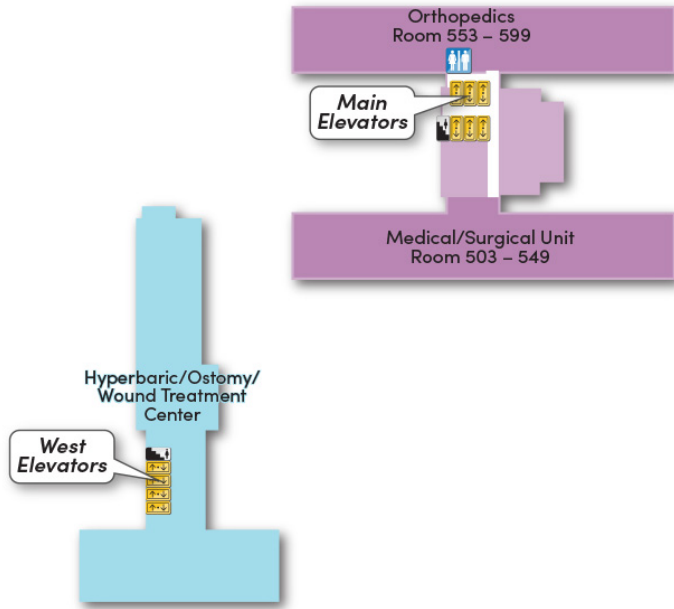 Orthopedics
Room 553 – 599
Main
Elevators
Medical/Surgical Unit
Room 503 – 549
Hyperbaric/Ostomy/
Wound Treatment
Center
West
Elevators